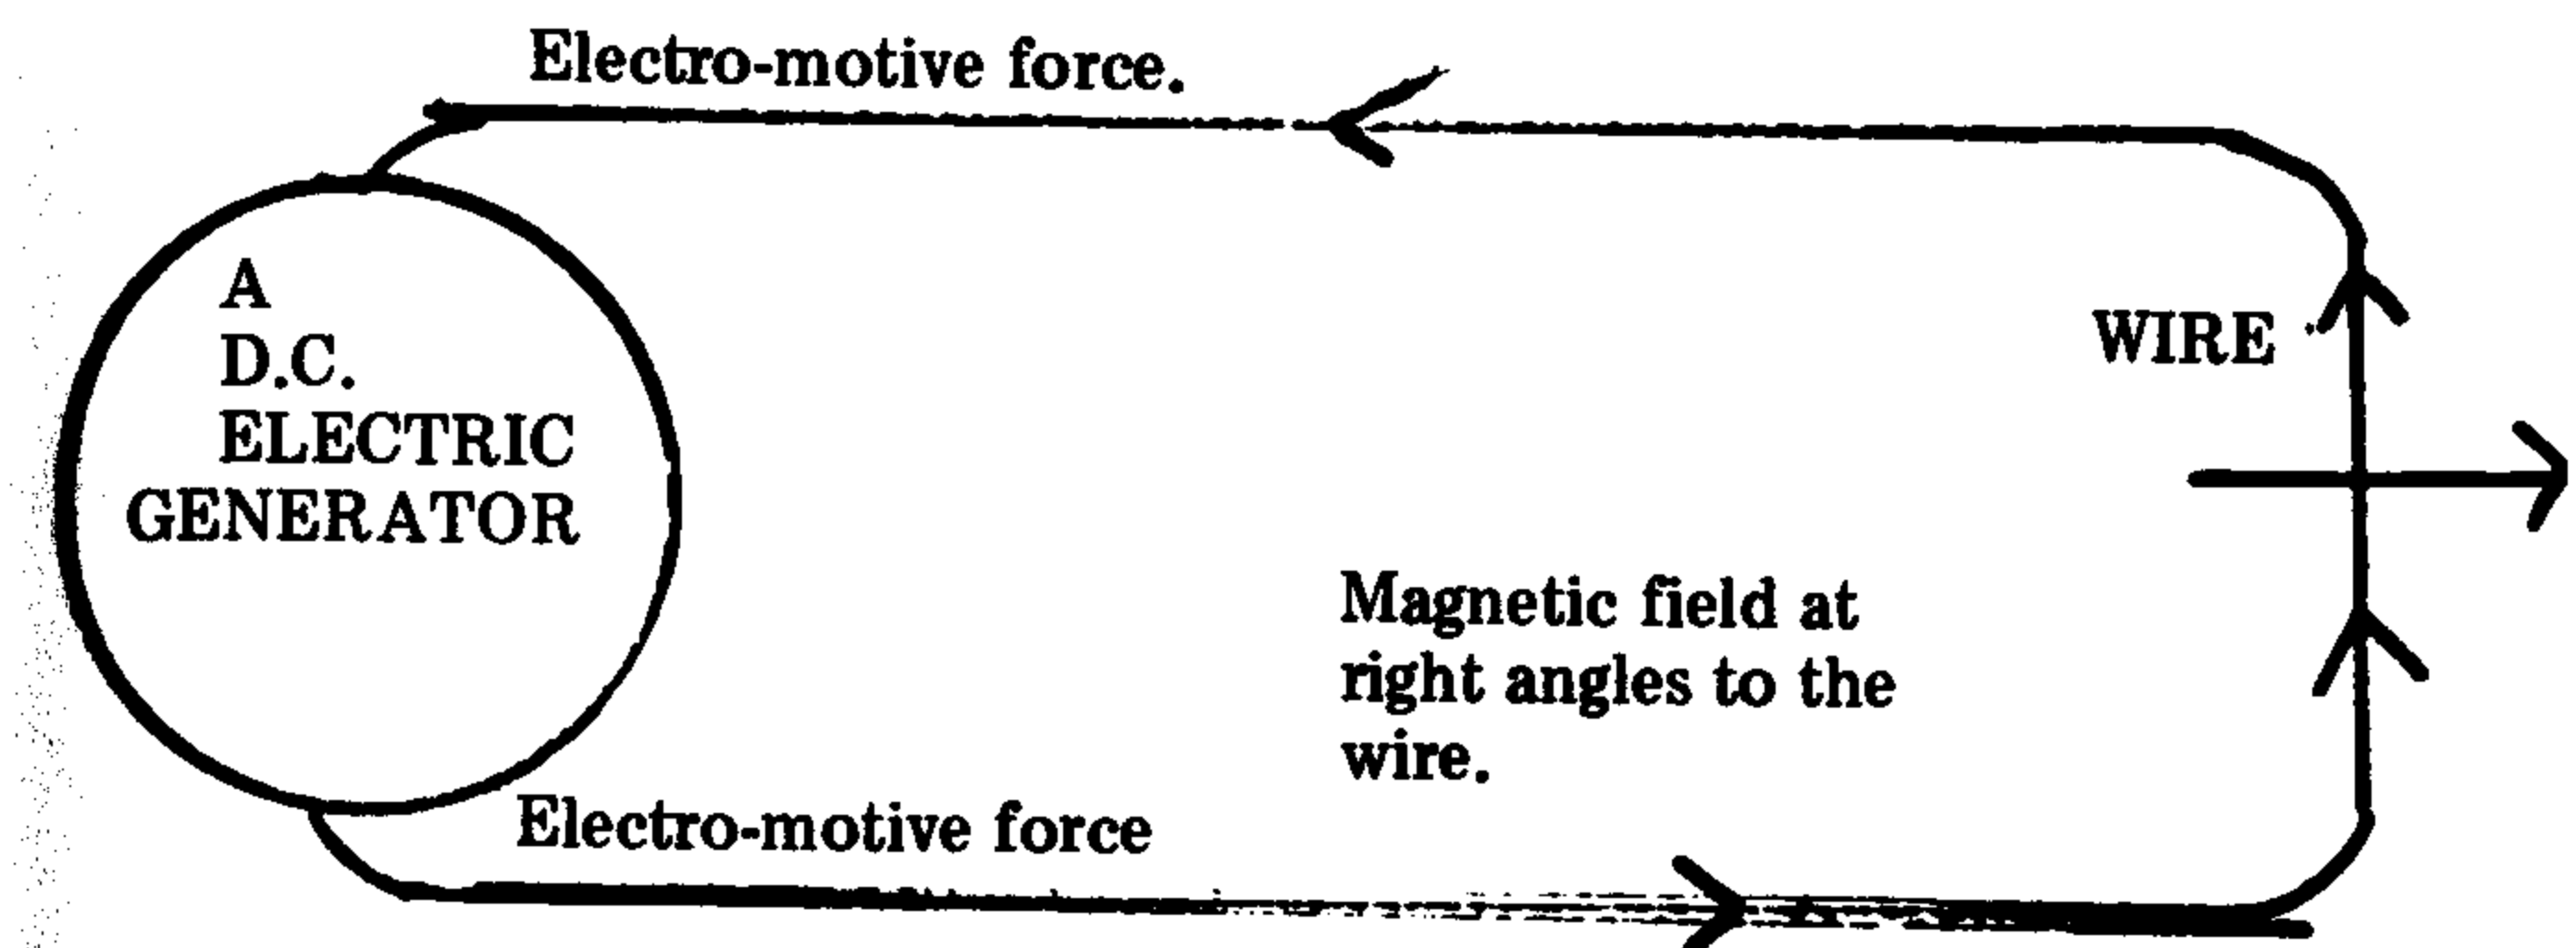 Electro-motive force.
A
D.C.
ELECTRIC
GENERATOR
WIRE
Magnetic field at
right angles to the
wire.
Electro-motive force